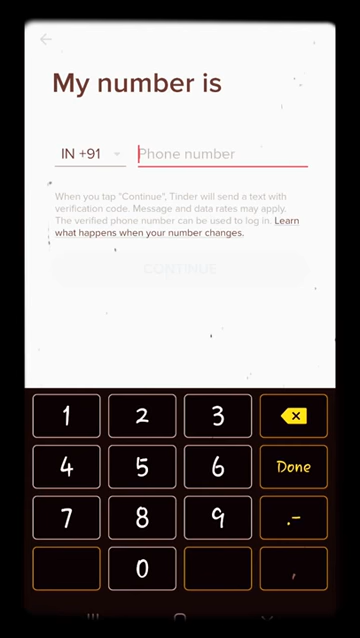 My number is
IN +91
Phone number
When you tap "Continue", Tinder will send a text with
verification code. Message and data rates may apply.
The verified phone number can be used to log in. Learn
what happens when your number changes.
CONTINUE
1 2 3
4 5 6 Done
7 8 9 .-
0 ,